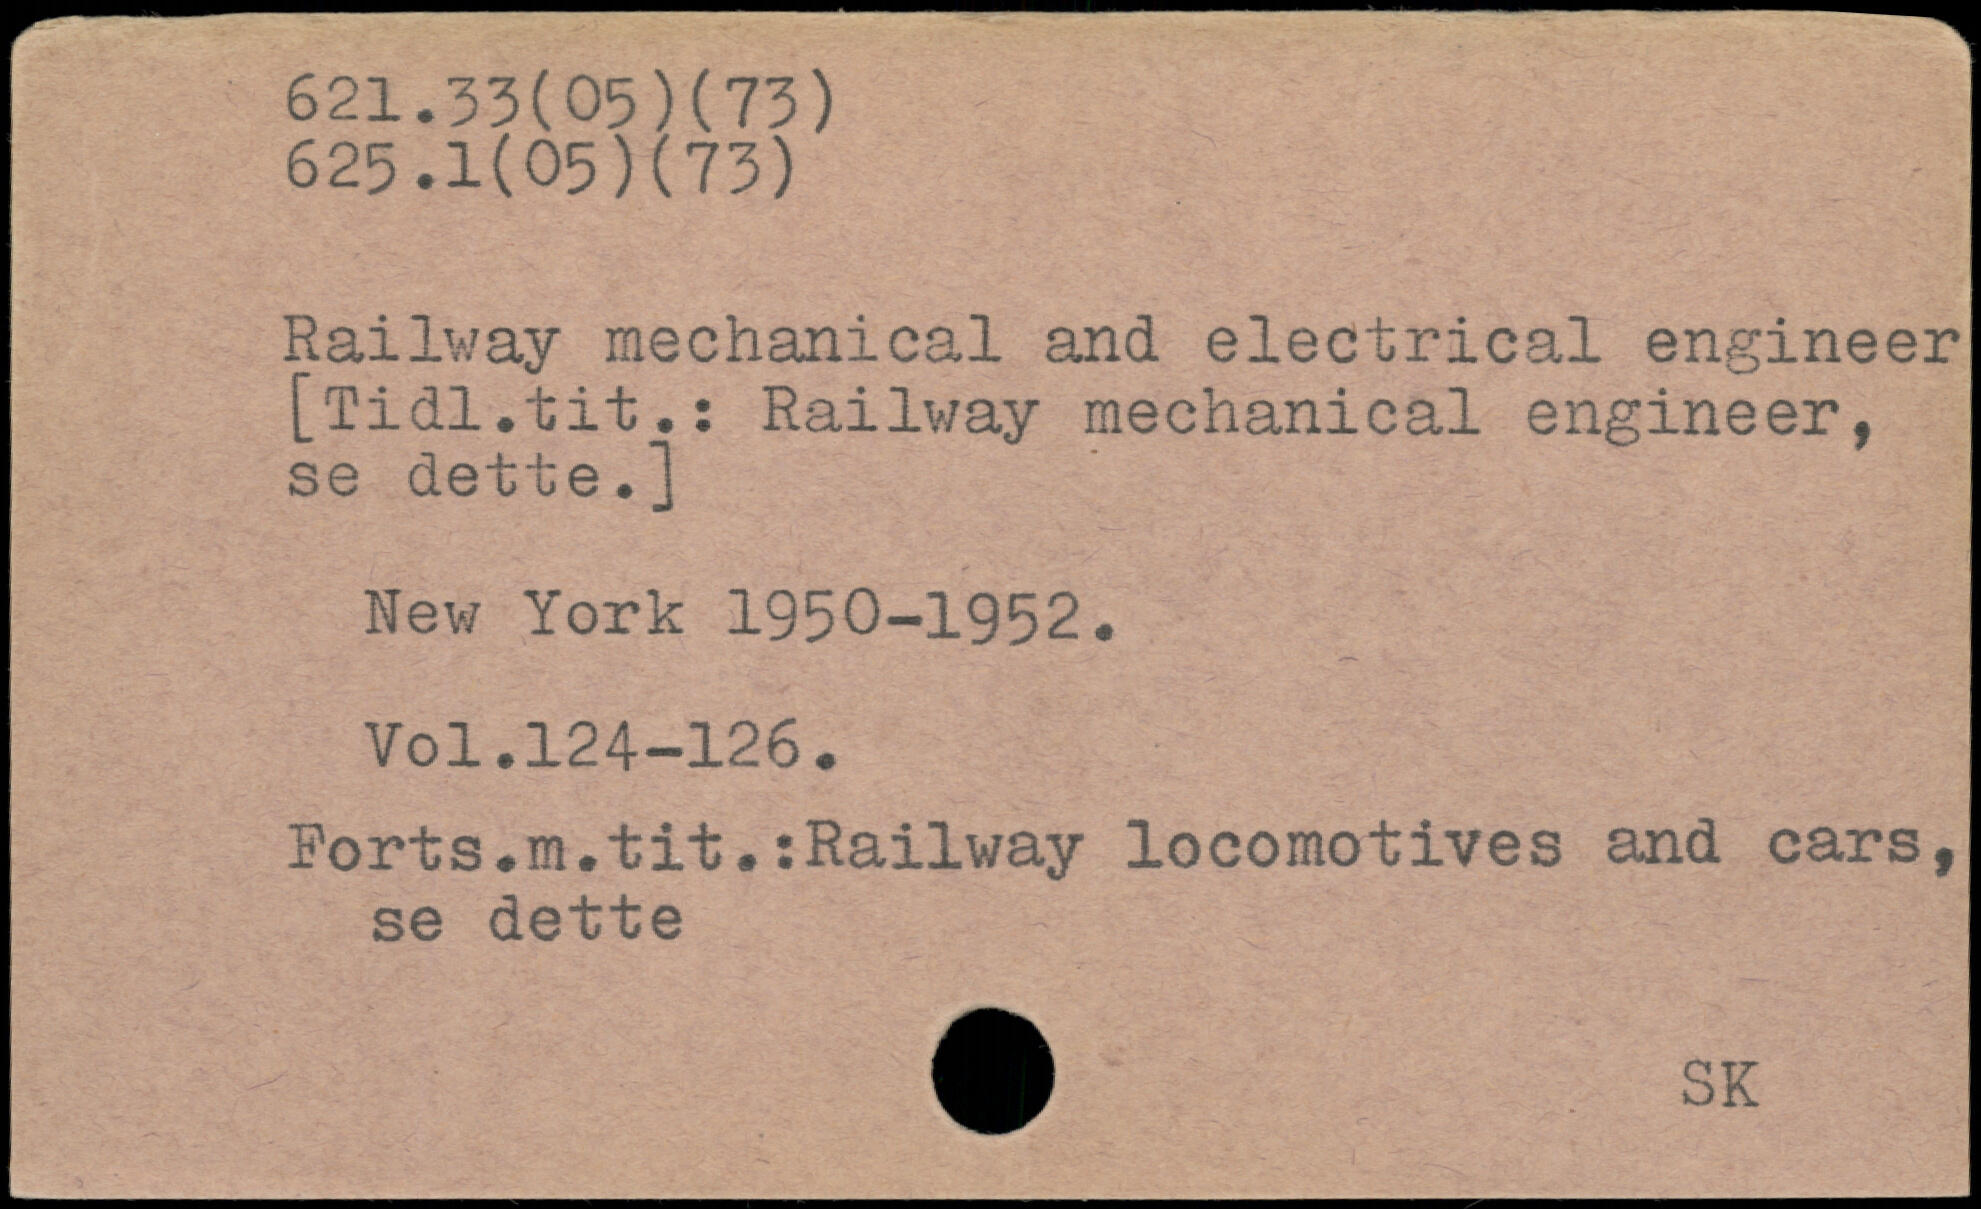 621.33(05)(73)
625.1(05)(73)
Railway mechanical and electrical engineer
[Tidl.tit.: Railway mechanical engineer,
se dette.]
New York 1950-1952.
Vol.124-126.
Forts.m.tit.:Railway locomotives and cars,
se dette
SK